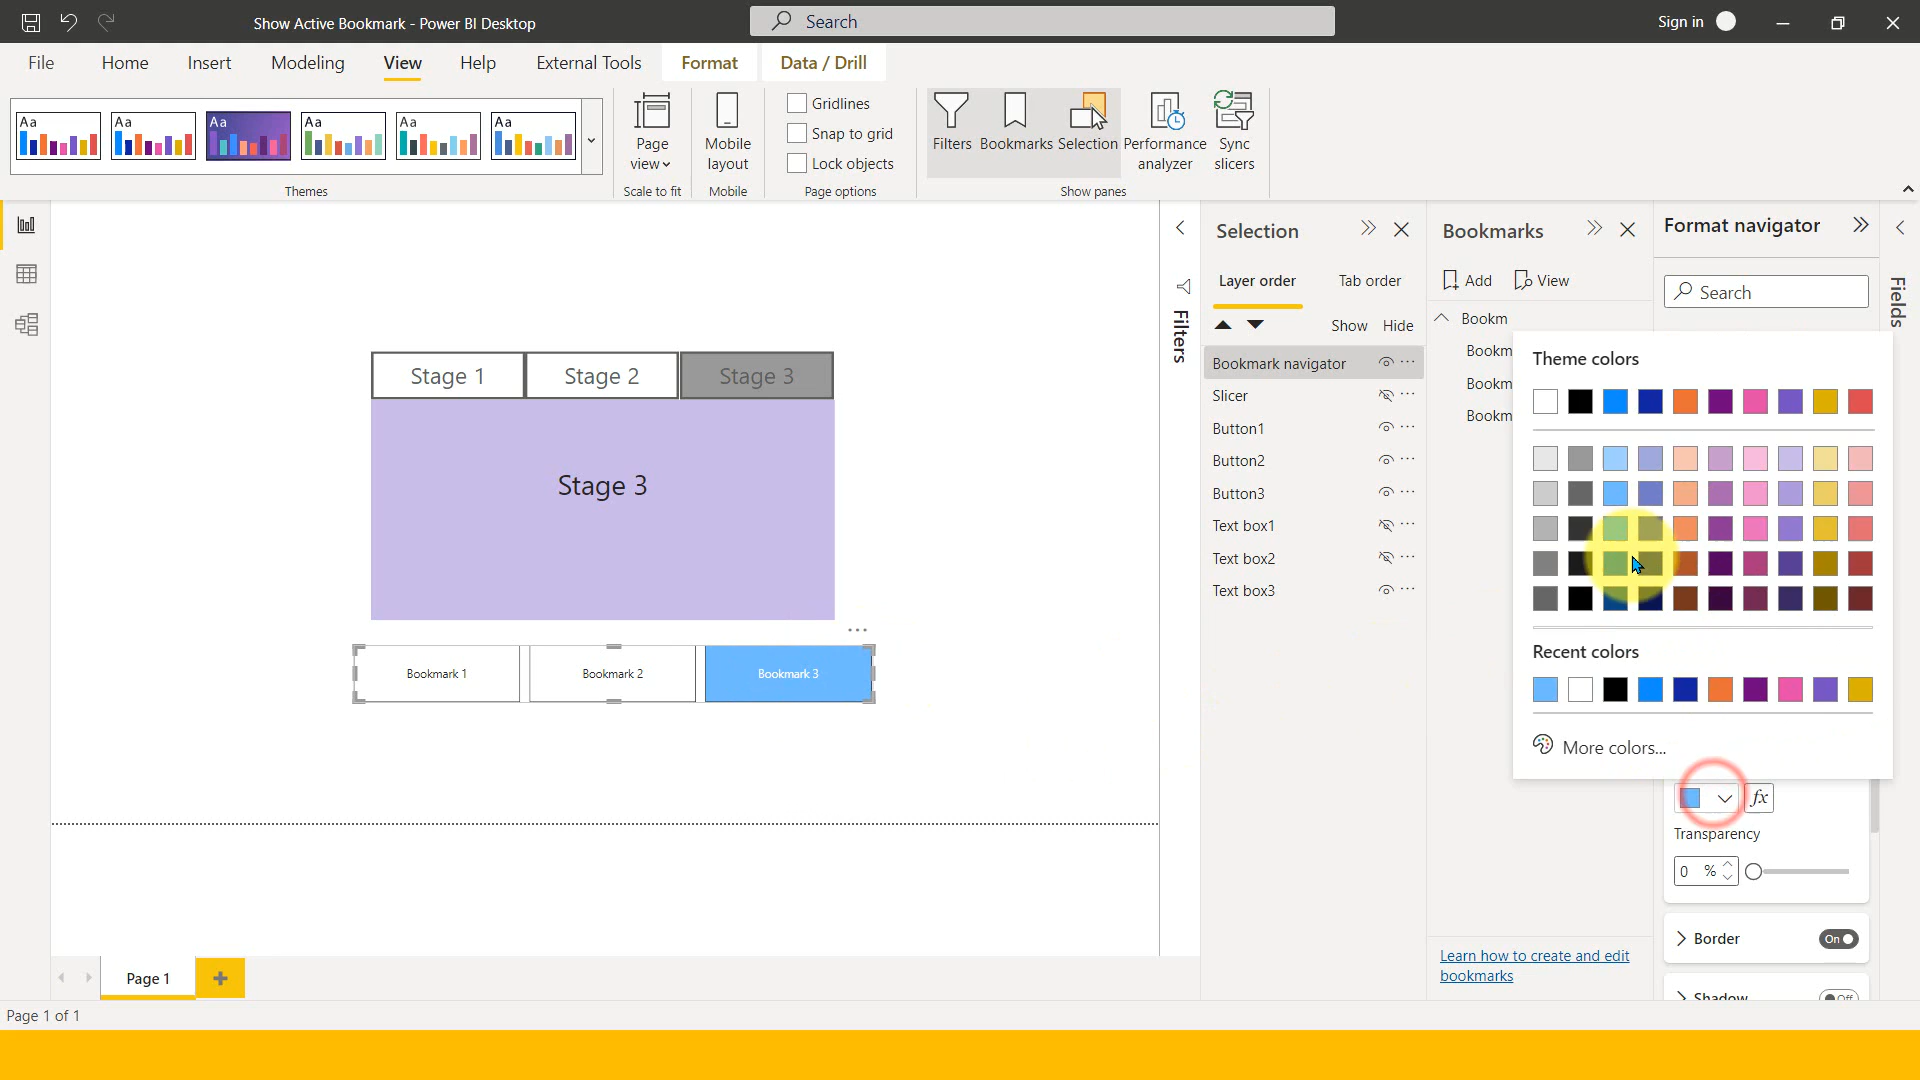 Show Active Bookmark - Power BI Desktop
Search
Sign in
File Home Insert Modeling View Help External Tools Format Data / Drill
Aa Aa Aa Aa Aa Aa
Themes
Page view
Scale to fit
Mobile layout
Mobile
Gridlines
Snap to grid
Lock objects
Page options
Filters Bookmarks Selection Performance analyzer Sync slicers
Show panes
Stage 1 Stage 2 Stage 3
Stage 3
Bookmark 1 Bookmark 2 Bookmark 3
Filters
Selection
Layer order Tab order
Show Hide
Bookmark navigator
Slicer
Button1
Button2
Button3
Text box1
Text box2
Text box3
Bookmarks
Add View
Bookm
Bookm
Bookm
Bookm
Learn how to create and edit
bookmarks
Format navigator
Search
Fields
Theme colors
Recent colors
More colors...
fx
Transparency
0 %
Border On
Shadow Off
Page 1
Page 1 of 1